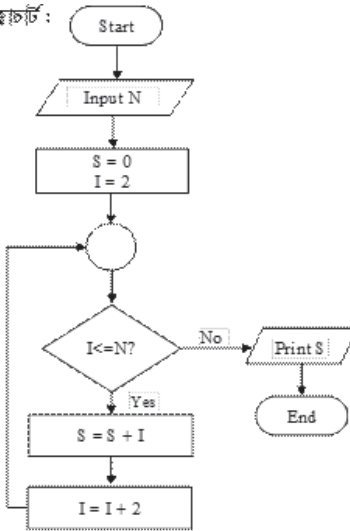 Start
Input N
S = 0
I = 2
I<=N?
No
Print S
Yes
End
S = S + I
I = I + 2